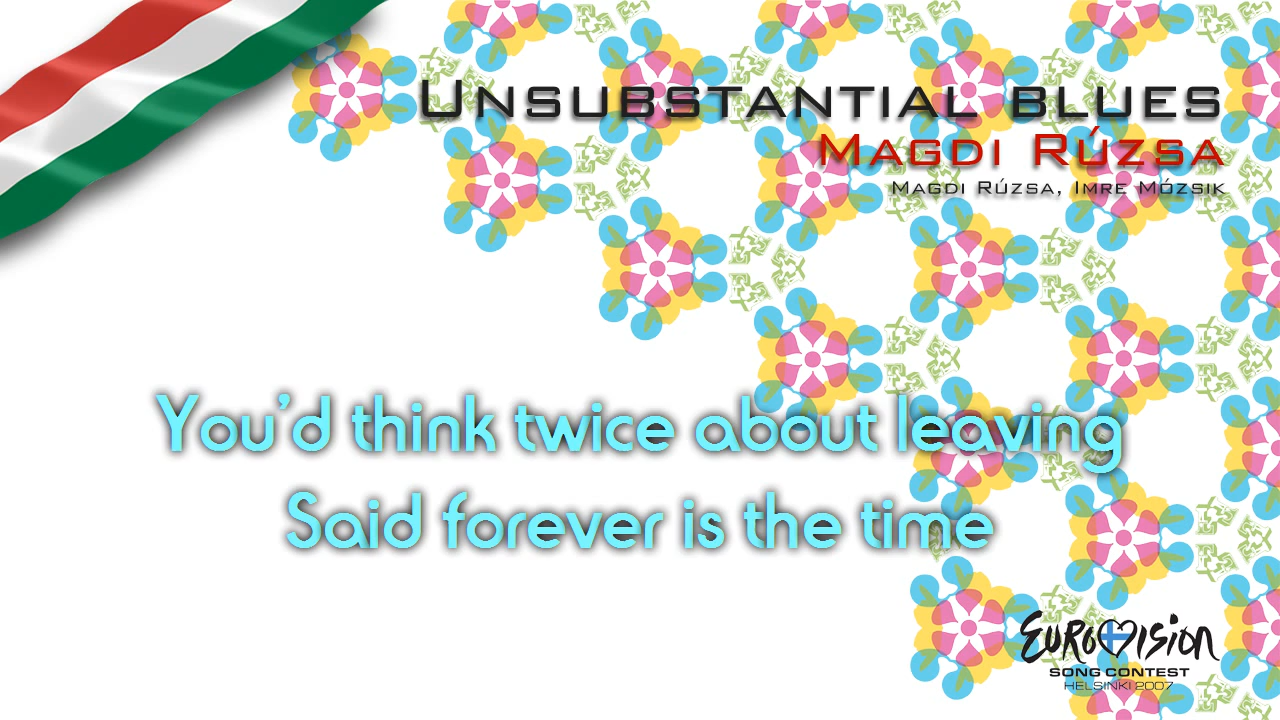 Unsubstantial blues
Magdi Rúzsa
Magdi Rúzsa, Imre Mózsik
You'd think twice about leaving
Said forever is the time
EUROVISION
SONG CONTEST
HELSINKI 2007